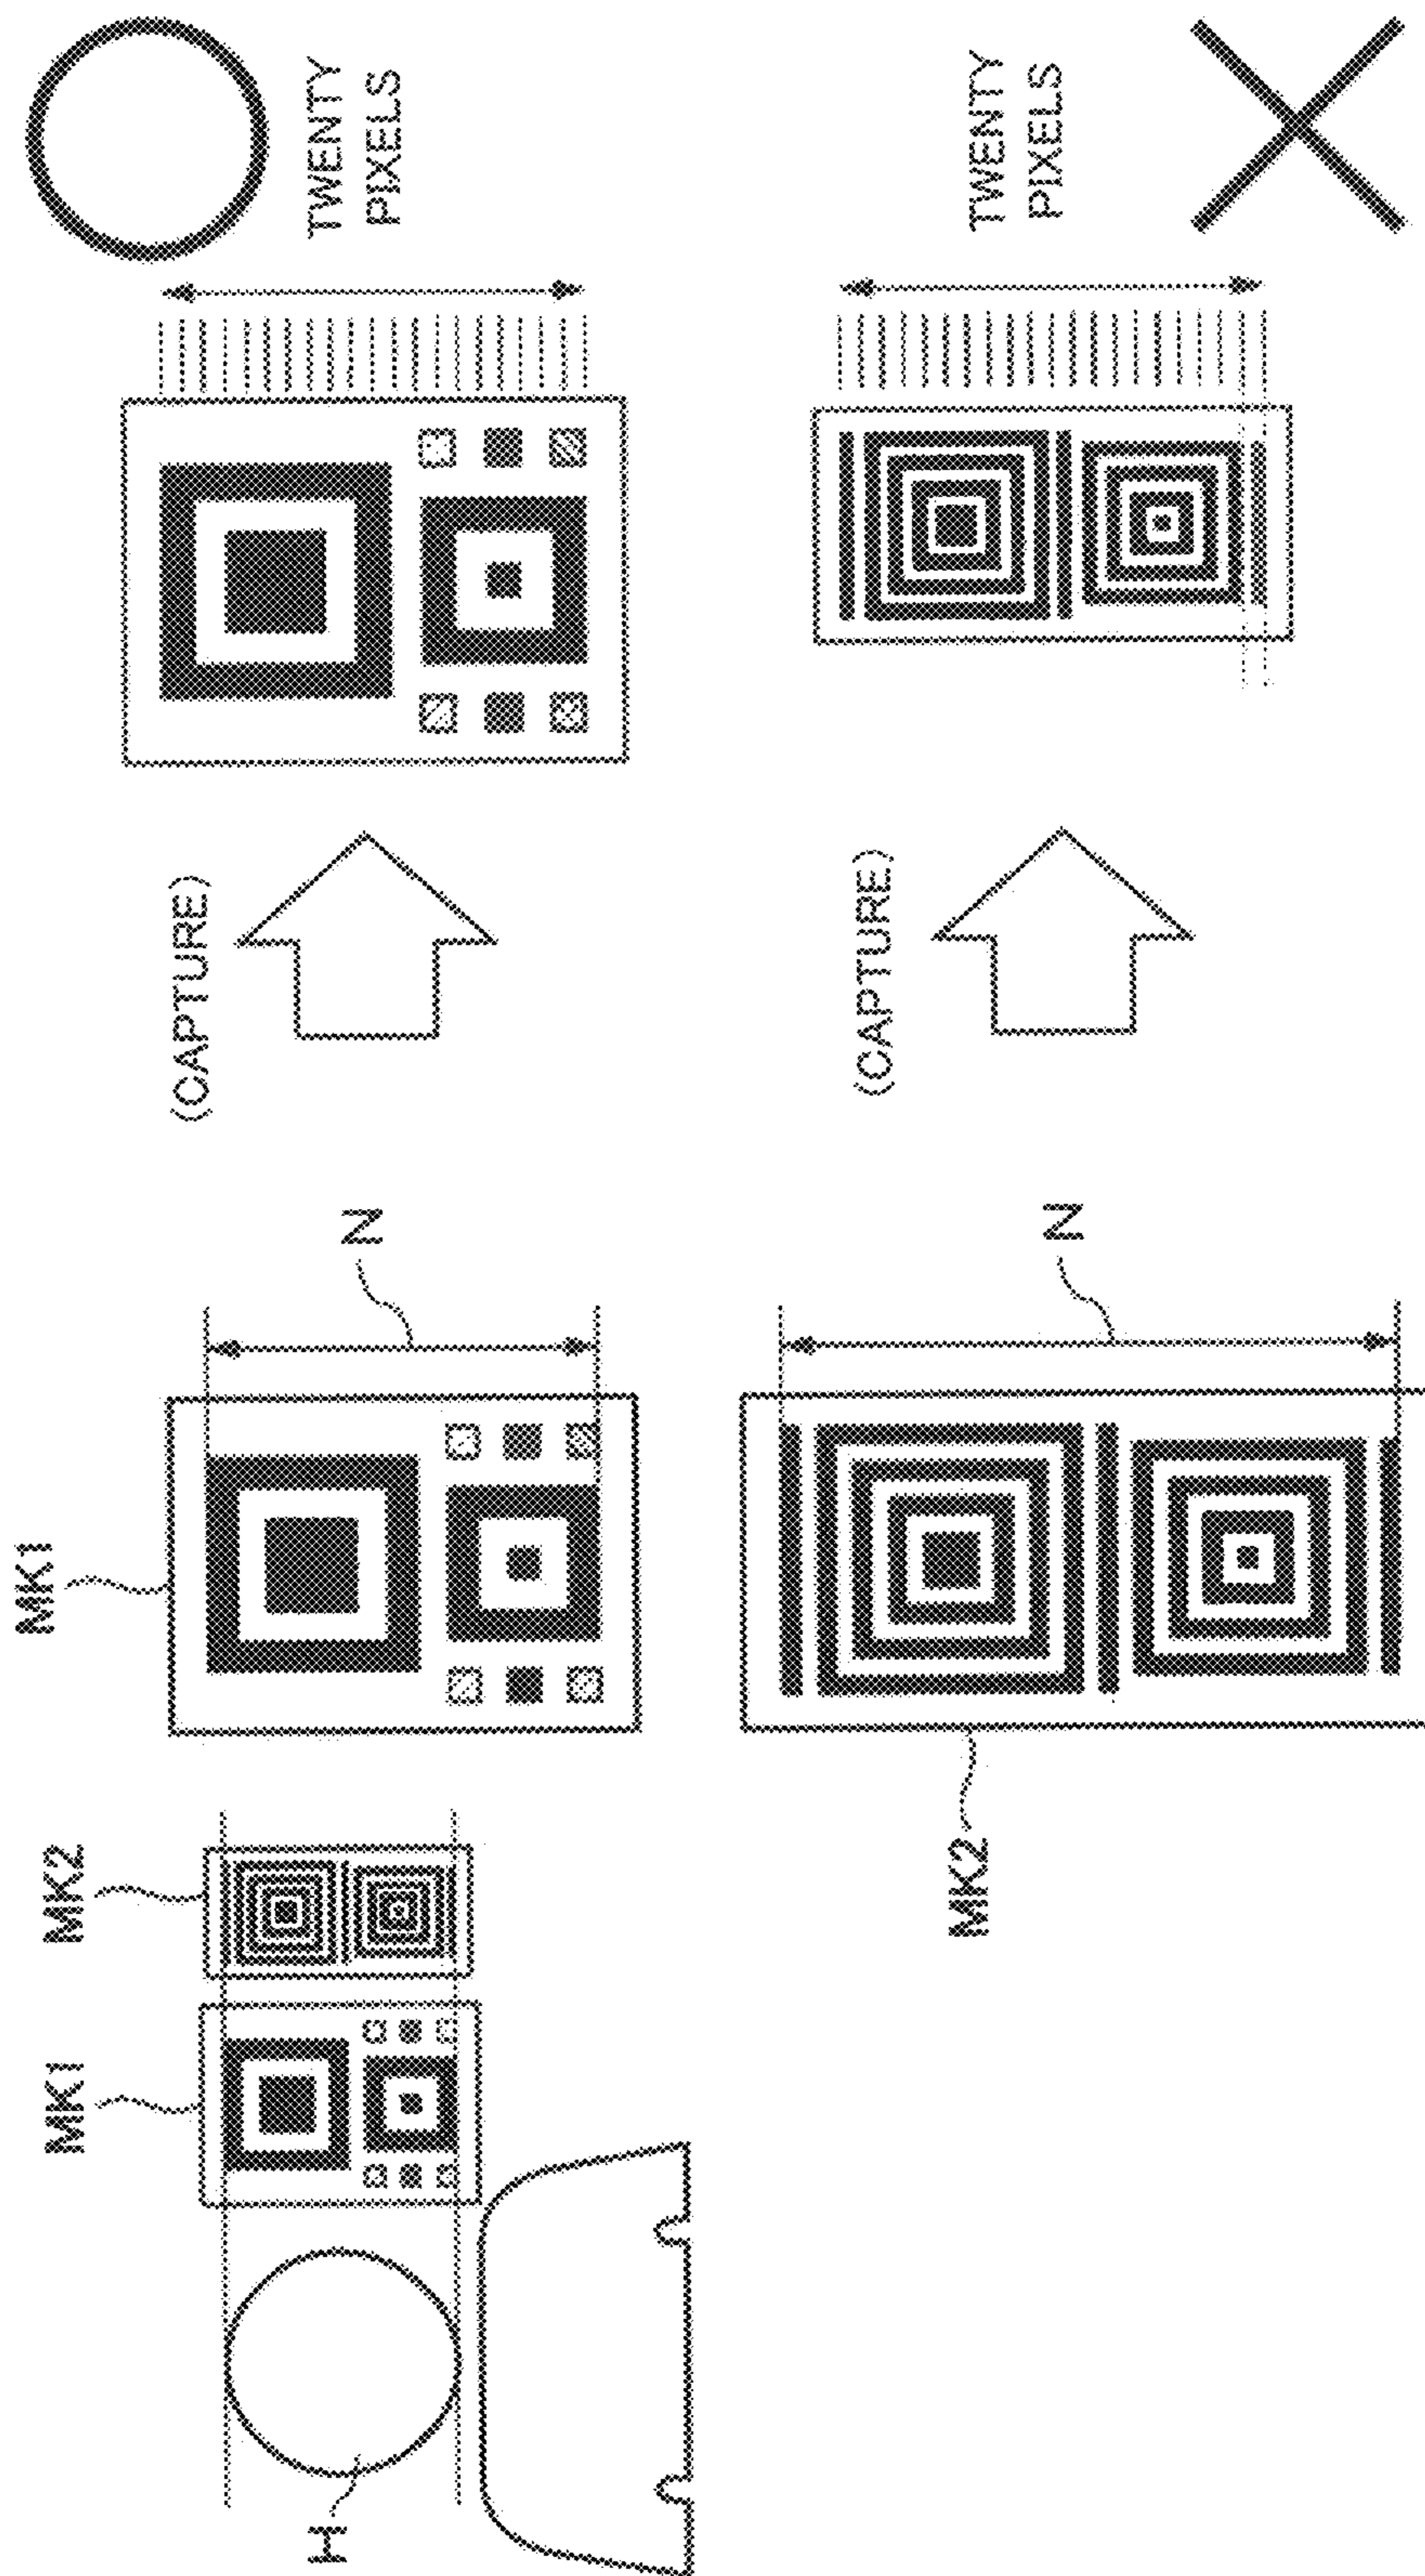 MK1
MK2
MK1
H
N
(CAPTURE)
TWENTY
PIXELS
MK2
N
(CAPTURE)
TWENTY
PIXELS